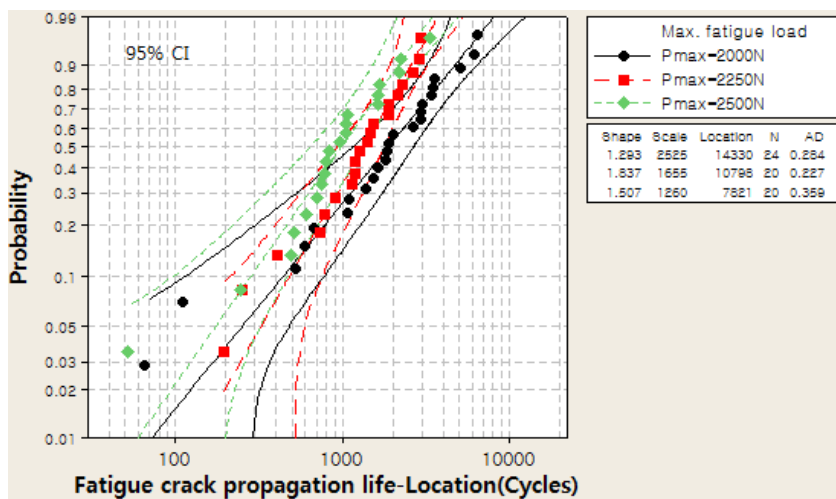 95% CI
Probability
0.99
0.9
0.8
0.7
0.6
0.5
0.4
0.3
0.2
0.1
0.05
0.03
0.02
0.01
100 1000 10000
Fatigue crack propagation life-Location(Cycles)
Max. fatigue load
Pmax-2000N
Pmax-2250N
Pmax-2500N
Shape Scale Location N AD
1.293 2525 14330 24 0.284
1.837 1655 10798 20 0.227
1.507 1260 7821 20 0.359